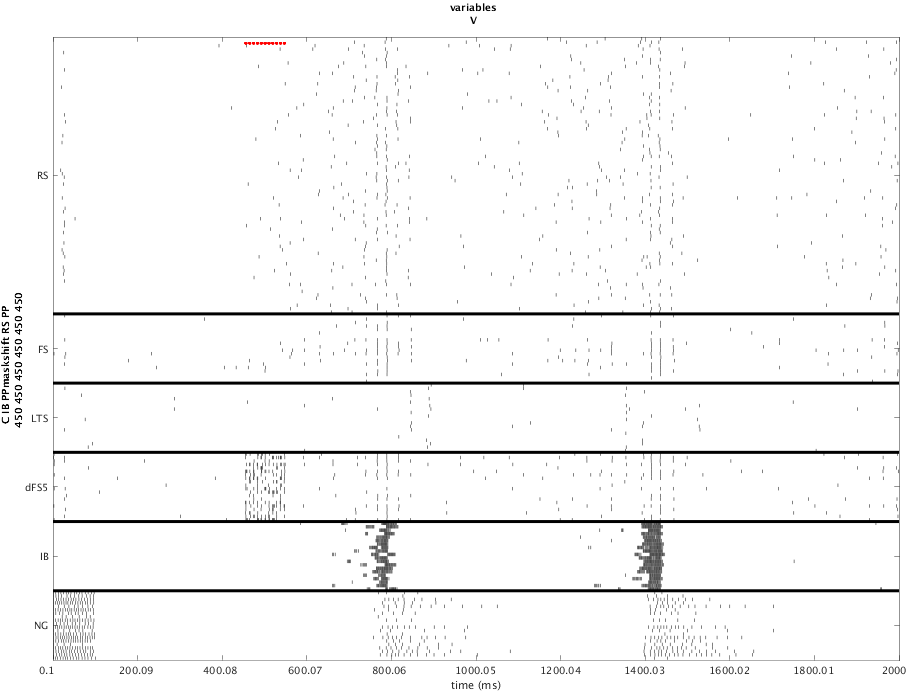 variables
V
C IB PPmaskshift RS PP
450 450 450 450 450 450
RS
FS
LTS
dFS5
IB
NG
0.1 200.09 400.08 600.07 800.06 1000.05 1200.04 1400.03 1600.02 1800.01 2000
time (ms)